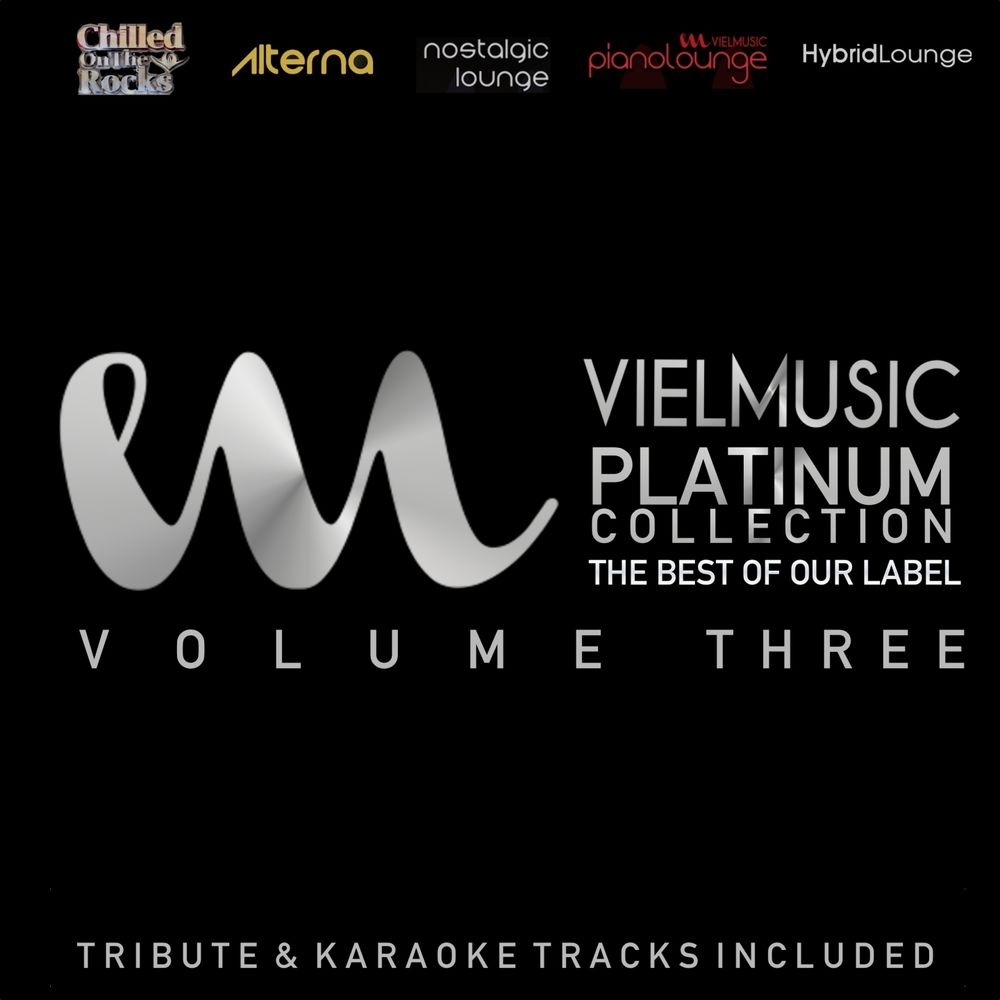 Chilled
On The
Rocks
Alterna
nostalgic
lounge
VIELMUSIC
pianolounge
HybridLounge
VIELMUSIC
PLATINUM
COLLECTION
THE BEST OF OUR LABEL
VOLUME THREE
TRIBUTE & KARAOKE TRACKS INCLUDED